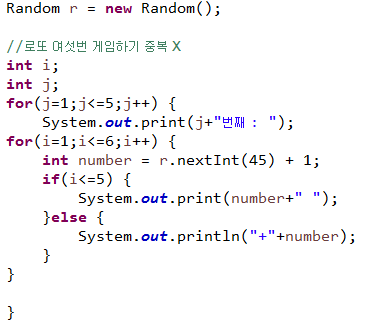 Random r = new Random();
//로또 여섯번 게임하기 중복 X
int i;
int j;
for(j=1;j<=5;j++) {
System.out.print(j+"번째 : ");
for(i=1;i<=6;i++) {
int number = r.nextInt(45) + 1;
if(i<=5) {
System.out.print(number+" ");
}else {
System.out.println("+"+number);
}
}
}